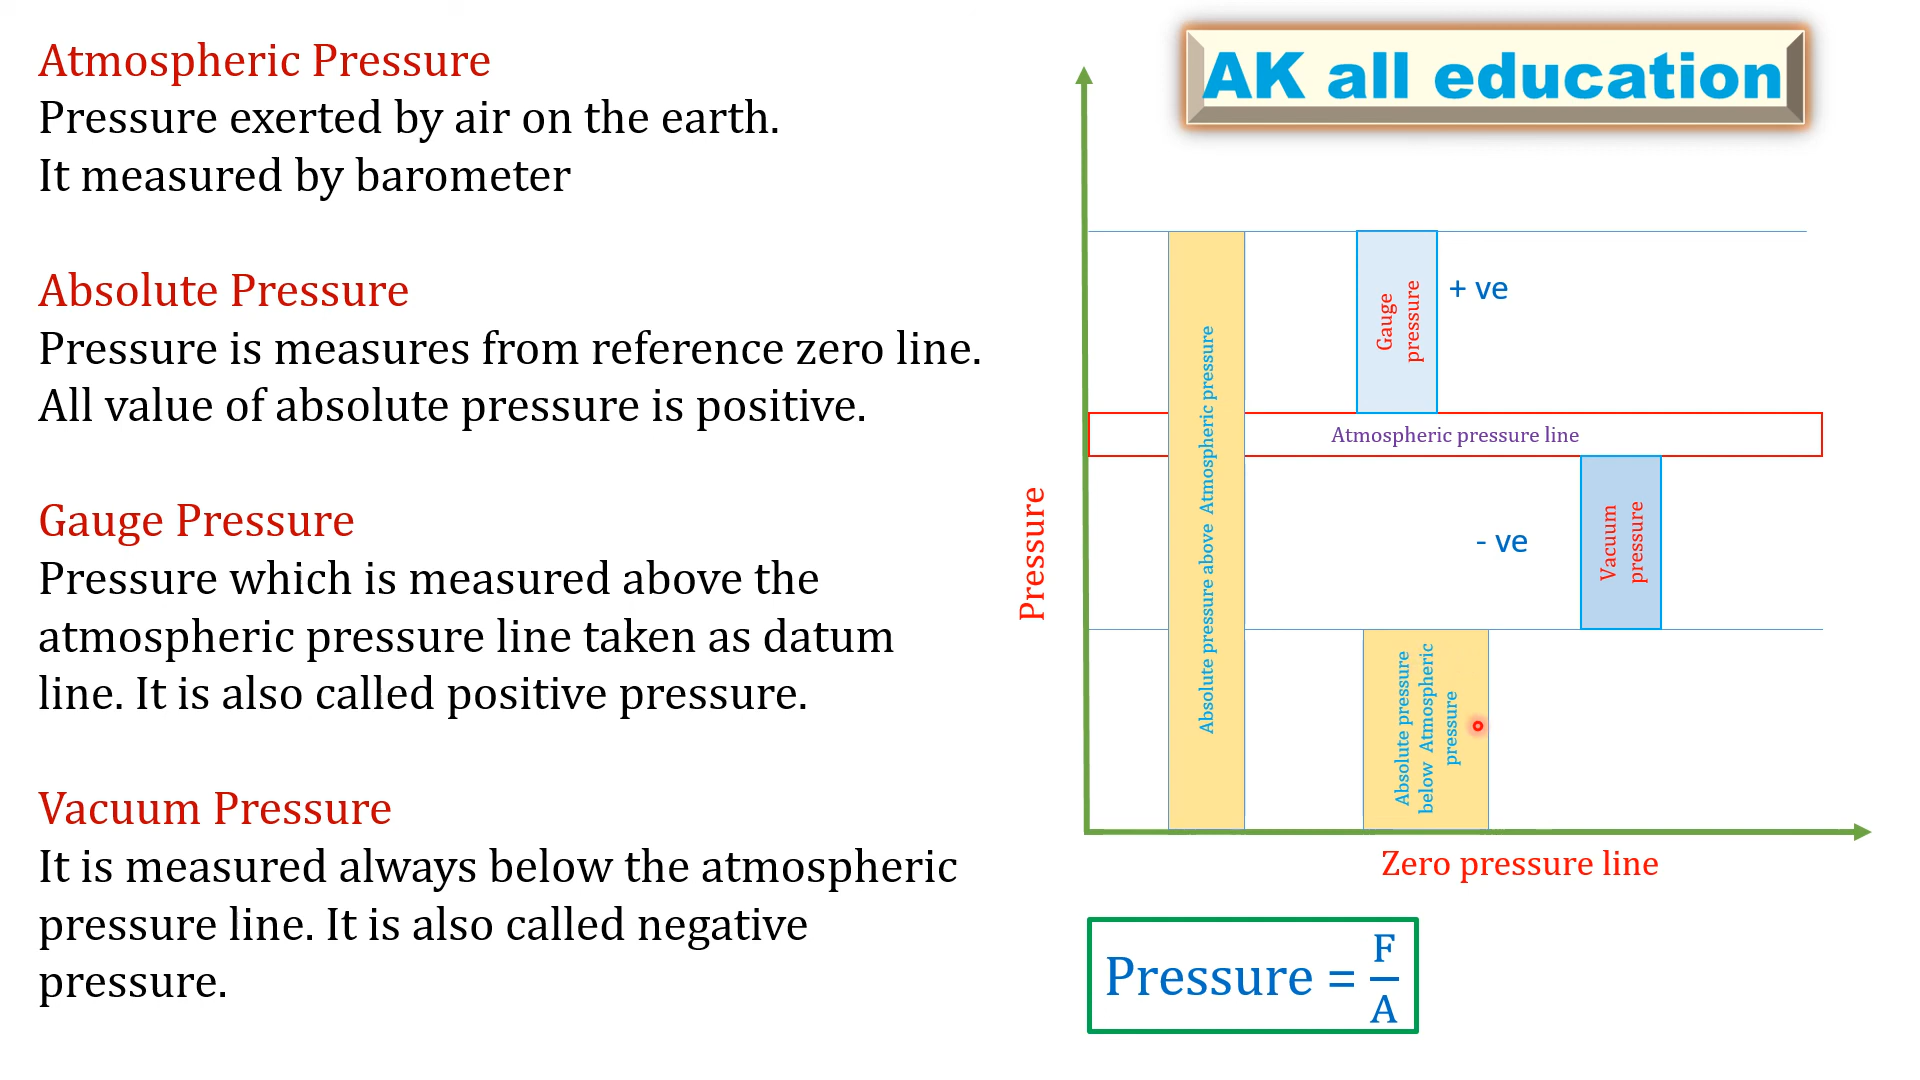 Atmospheric Pressure
Pressure exerted by air on the earth.
It measured by barometer
Absolute Pressure
Pressure is measures from reference zero line.
All value of absolute pressure is positive.
Gauge Pressure
Pressure which is measured above the
atmospheric pressure line taken as datum
line. It is also called positive pressure.
Vacuum Pressure
It is measured always below the atmospheric
pressure line. It is also called negative
pressure.
AK all education
Pressure
Absolute pressure above Atmospheric pressure
Gauge
pressure
+ ve
Atmospheric pressure line
- ve
Vacuum
pressure
Absolute pressure
below Atmospheric
pressure
Zero pressure line
Pressure = F/A